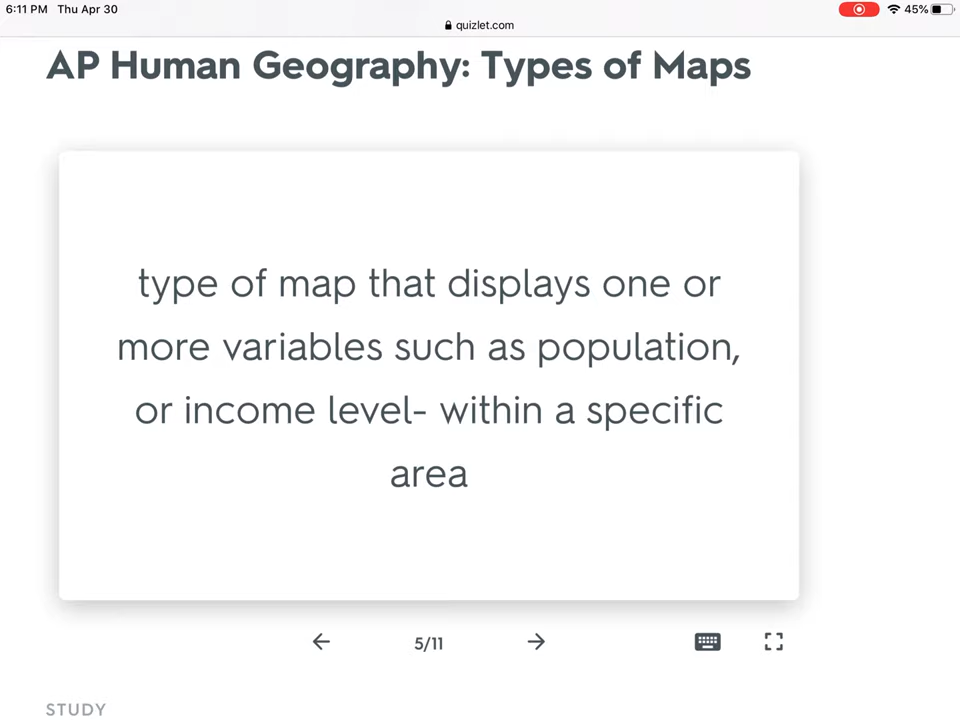 6:11 PM Thu Apr 30
45%
quizlet.com
AP Human Geography: Types of Maps
type of map that displays one or
more variables such as population,
or income level- within a specific
area
5/11
STUDY